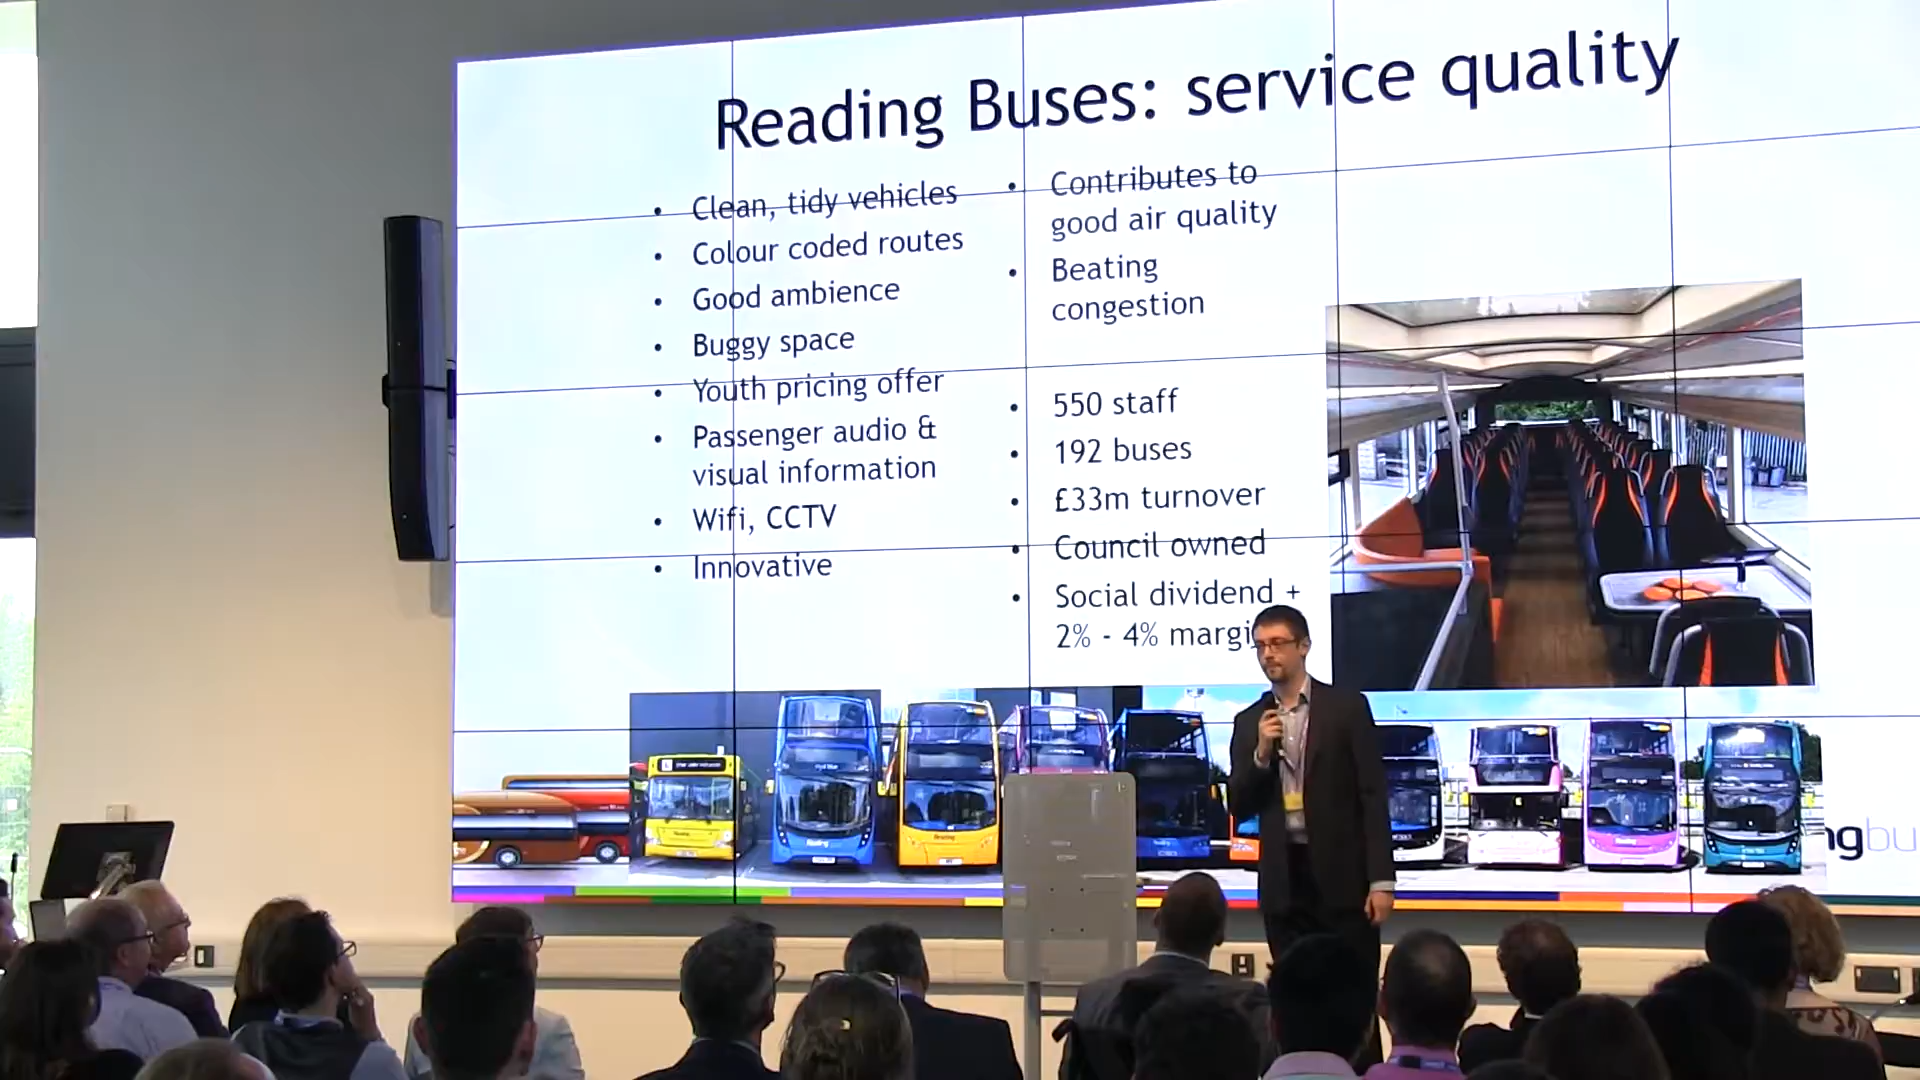 Reading Buses: service quality
• Clean, tidy vehicles
• Colour coded routes
• Good ambience
• Buggy space
• Youth pricing offer
• Passenger audio &
visual information
• Wifi, CCTV
• Innovative
• Contributes to
good air quality
• Beating
congestion
• 550 staff
• 192 buses
• £33m turnover
• Council owned
• Social dividend +
2% - 4% margi
ngbu